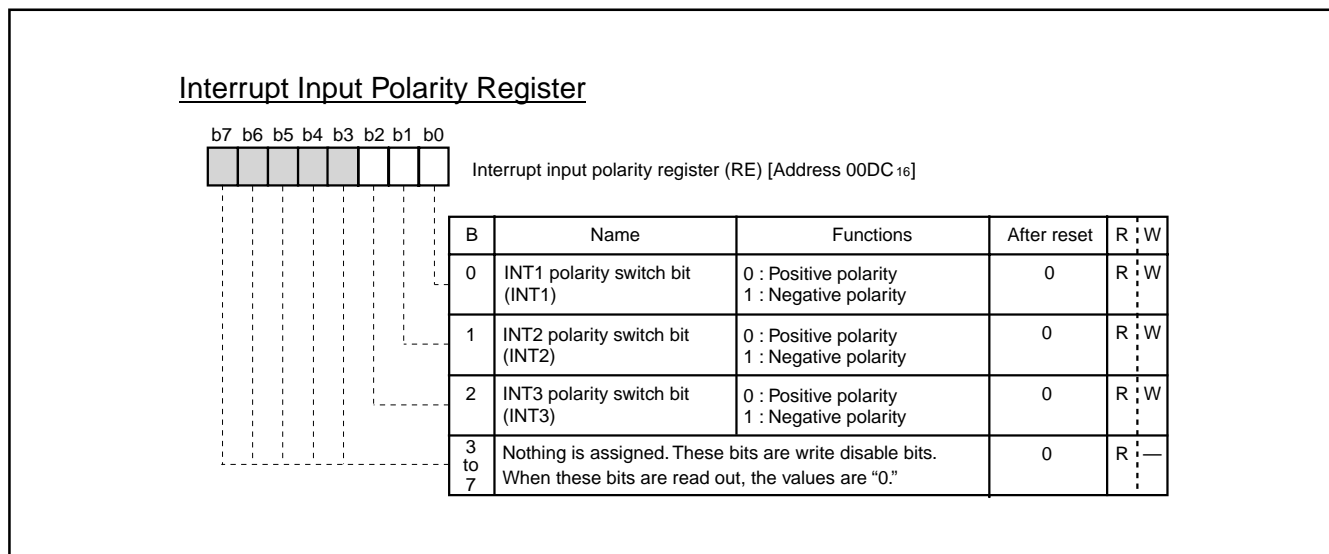 Interrupt Input Polarity Register
b7 b6 b5 b4 b3 b2 b1 b0
Interrupt input polarity register (RE) [Address 00DC16]
B Name Functions After reset R W
0 INT1 polarity switch bit (INT1) 0 : Positive polarity 1 : Negative polarity 0 R W
1 INT2 polarity switch bit (INT2) 0 : Positive polarity 1 : Negative polarity 0 R W
2 INT3 polarity switch bit (INT3) 0 : Positive polarity 1 : Negative polarity 0 R W
3 to 7 Nothing is assigned. These bits are write disable bits. When these bits are read out, the values are “0.” 0 R —